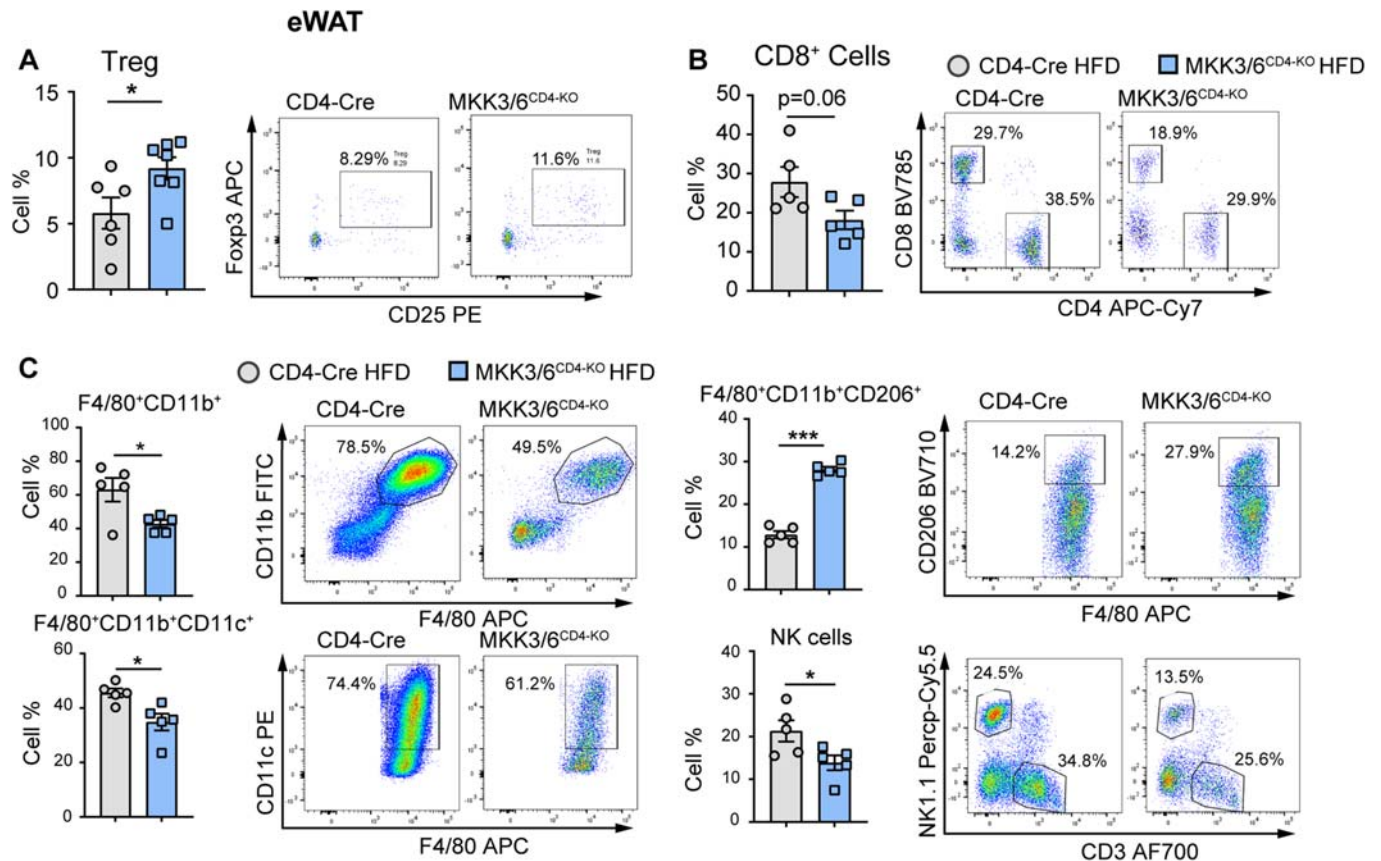 eWAT
A
Treg
*
Cell %
15
10
5
0
CD4-Cre
MKK3/6CD4-KO
8.29%
Treg
8.29
11.6%
Treg
11.6
Foxp3 APC
CD25 PE
B
CD8+ Cells
CD4-Cre HFD
MKK3/6CD4-KO HFD
p=0.06
Cell %
50
40
30
20
10
0
CD4-Cre
MKK3/6CD4-KO
29.7%
38.5%
18.9%
29.9%
CD8 BV785
CD4 APC-Cy7
C
CD4-Cre HFD
MKK3/6CD4-KO HFD
F4/80+CD11b+
*
Cell %
100
80
60
40
20
0
CD4-Cre
MKK3/6CD4-KO
78.5%
49.5%
CD11b FITC
F4/80 APC
F4/80+CD11b+CD206+
***
Cell %
40
30
20
10
0
CD4-Cre
MKK3/6CD4-KO
14.2%
27.9%
CD206 BV710
F4/80 APC
F4/80+CD11b+CD11c+
*
Cell %
60
40
20
0
CD4-Cre
MKK3/6CD4-KO
74.4%
61.2%
CD11c PE
F4/80 APC
NK cells
*
Cell %
40
30
20
10
0
24.5%
34.8%
13.5%
25.6%
NK1.1 Percp-Cy5.5
CD3 AF700